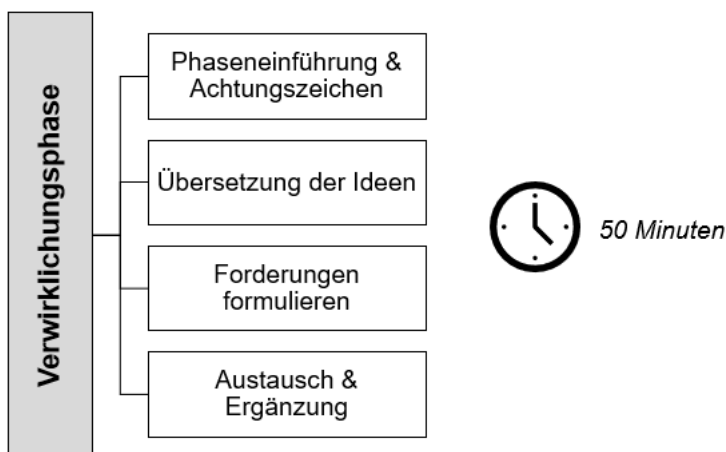 Verwirklichungsphase
Phaseneinführung &
Achtungszeichen
Übersetzung der Ideen
Forderungen
formulieren
Austausch &
Ergänzung
50 Minuten